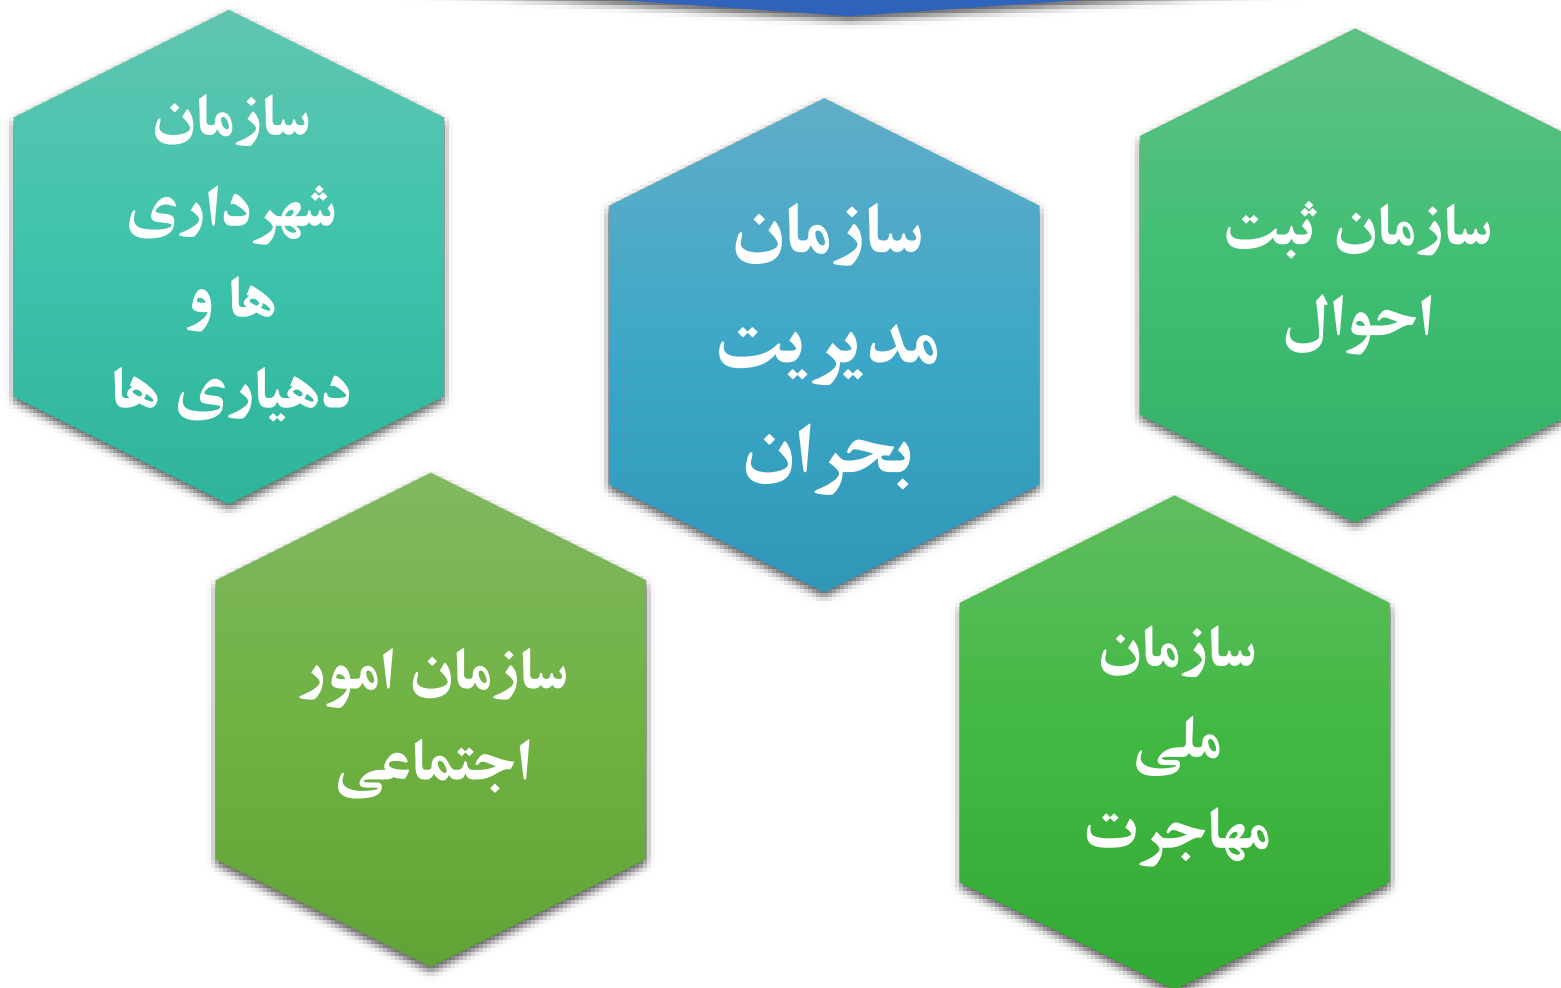 سازمان ثبت
احوال
سازمان
مدیریت
بحران
سازمان
شهرداری
ها و
دهیاری ها
سازمان
ملی
مهاجرت
سازمان امور
اجتماعی